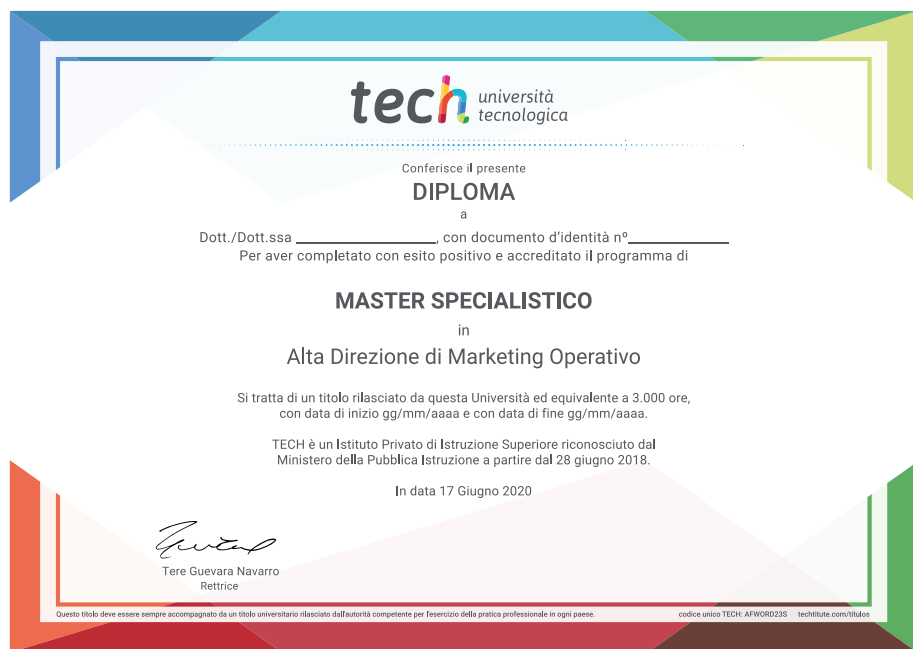 tech università
tecnologica
Conferisce il presente
DIPLOMA
a
Dott./Dott.ssa ____________________, con documento d'identità nº______________
Per aver completato con esito positivo e accreditato il programma di
MASTER SPECIALISTICO
in
Alta Direzione di Marketing Operativo
Si tratta di un titolo rilasciato da questa Università ed equivalente a 3.000 ore,
con data di inizio gg/mm/aaaa e con data di fine gg/mm/aaaa.
TECH è un Istituto Privato di Istruzione Superiore riconosciuto dal
Ministero della Pubblica Istruzione a partire dal 28 giugno 2018.
In data 17 Giugno 2020
Tere Guevara Navarro
Rettrice
Questo titolo deve essere sempre accompagnato da un titolo universitario rilasciato dall'autorità competente per l'esercizio della pratica professionale in ogni paese. codice unico TECH: AFWORD23S techtitute.com/títulos